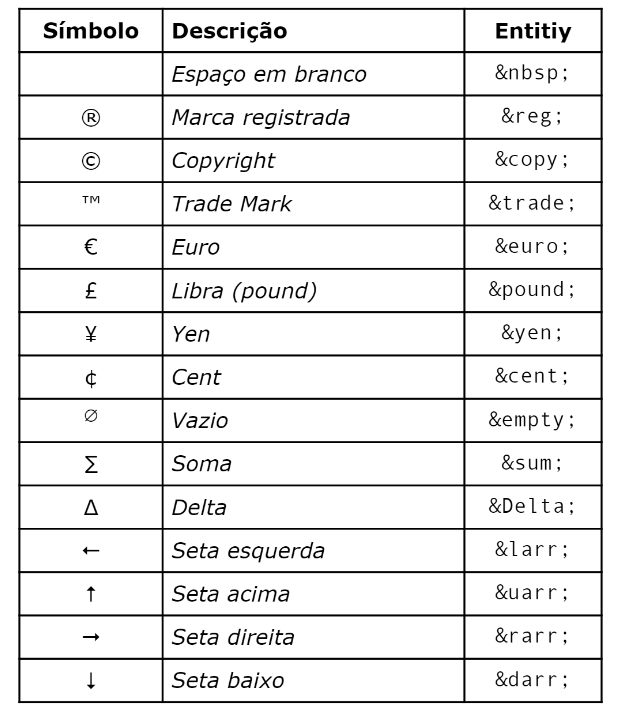 Símbolo Descrição Entitiy
Espaço em branco &nbsp;
® Marca registrada &reg;
© Copyright &copy;
™ Trade Mark &trade;
€ Euro &euro;
£ Libra (pound) &pound;
¥ Yen &yen;
¢ Cent &cent;
∅ Vazio &empty;
∑ Soma &sum;
Δ Delta &Delta;
← Seta esquerda &larr;
↑ Seta acima &uarr;
→ Seta direita &rarr;
↓ Seta baixo &darr;